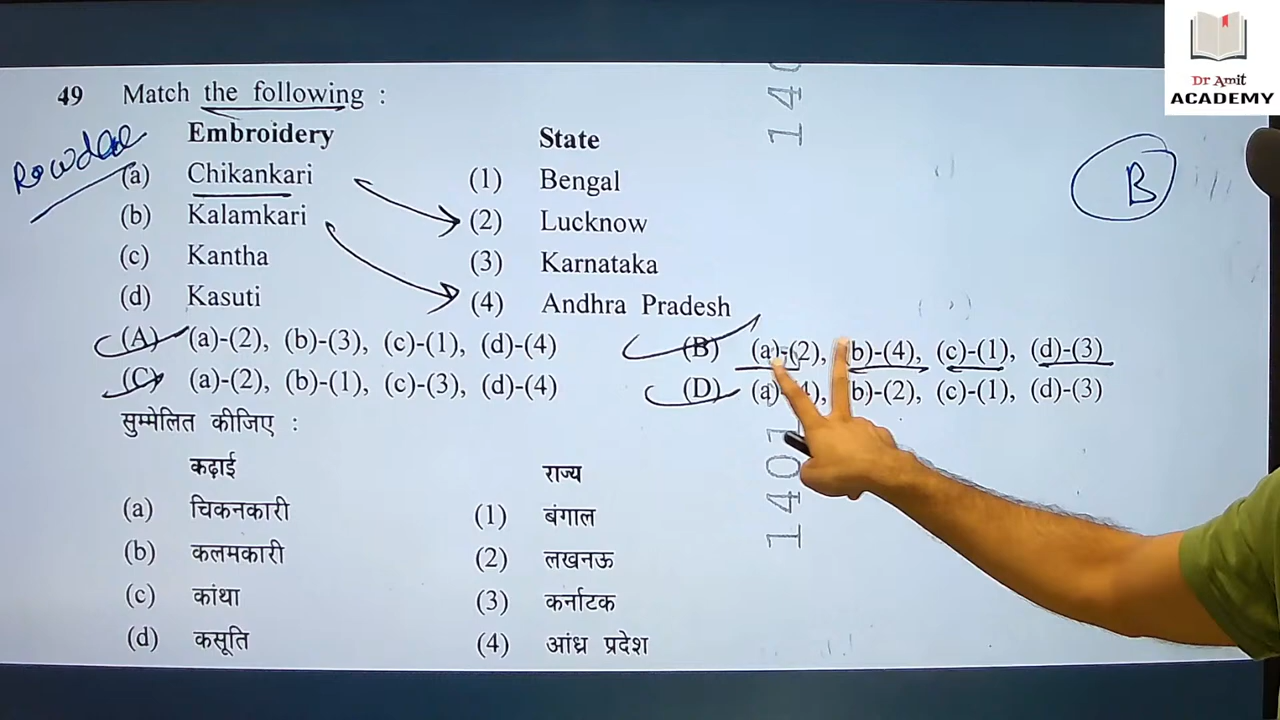 Dr Amit
ACADEMY
49 Match the following :
Embroidery State
(a) Chikankari (1) Bengal
(b) Kalamkari (2) Lucknow
(c) Kantha (3) Karnataka
(d) Kasuti (4) Andhra Pradesh
(A) (a)-(2), (b)-(3), (c)-(1), (d)-(4) (B) (a)-(2), (b)-(4), (c)-(1), (d)-(3)
(C) (a)-(2), (b)-(1), (c)-(3), (d)-(4) (D) (b)-(2), (c)-(1), (d)-(3)
सुम्मेलित कीजिए :
कढ़ाई राज्य
(a) चिकनकारी (1) बंगाल
(b) कलमकारी (2) लखनऊ
(c) कांथा (3) कर्नाटक
(d) कसूति (4) आंध्र प्रदेश
B